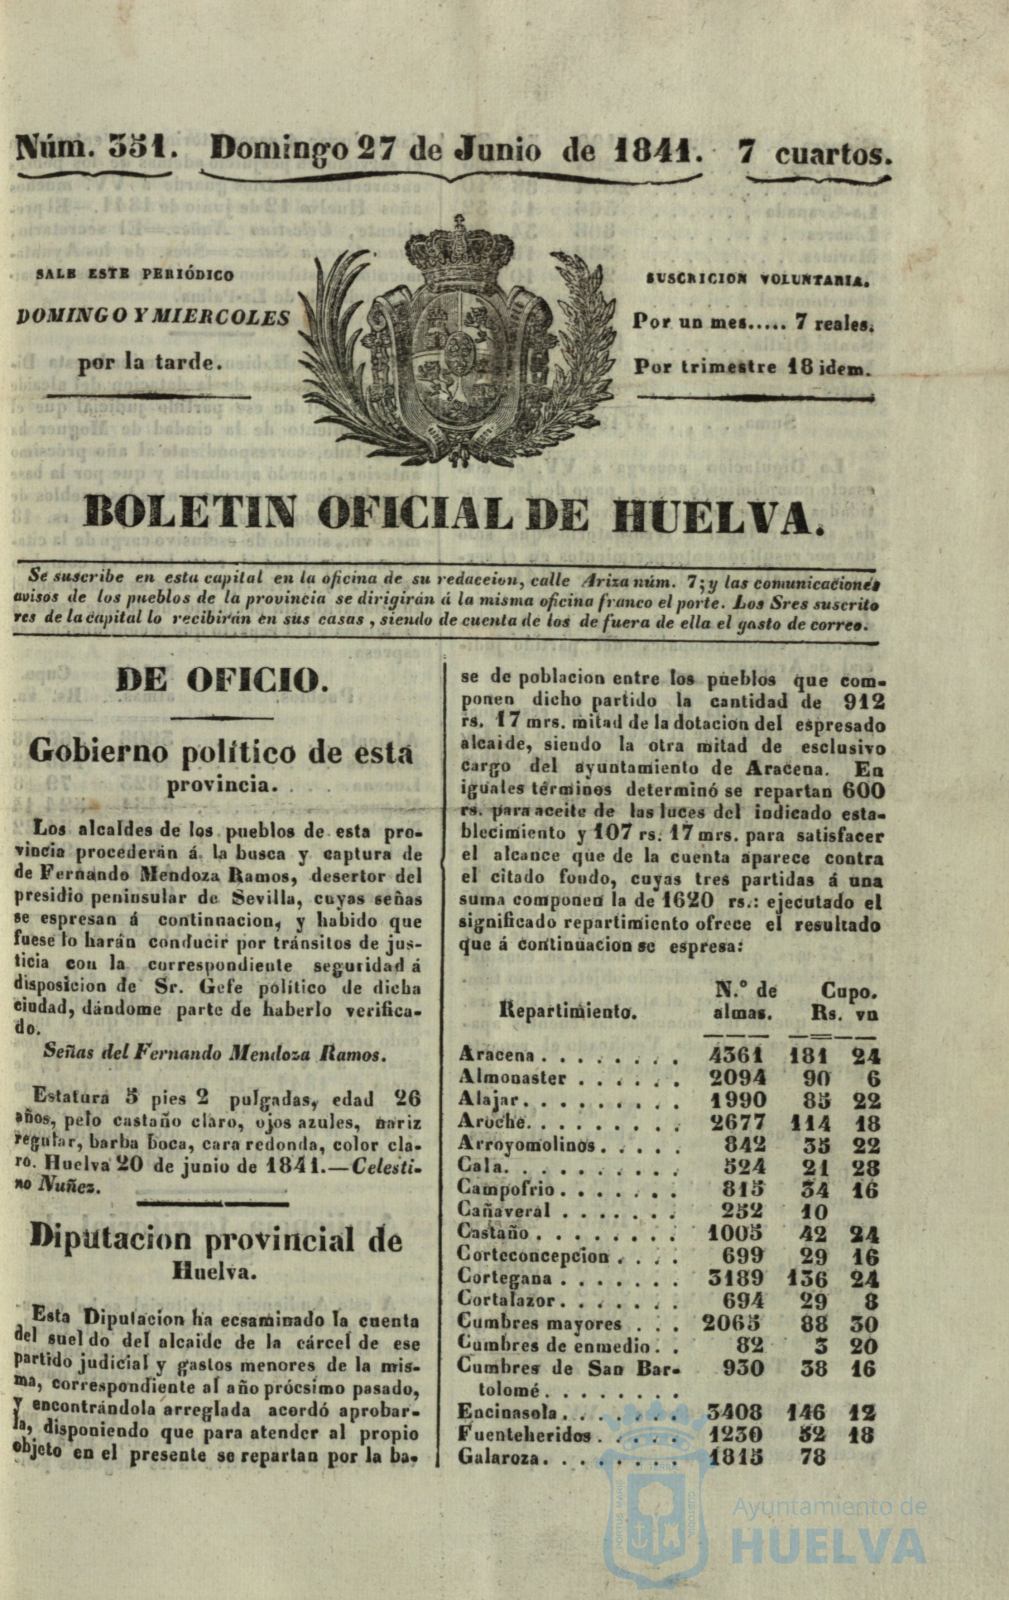 Núm. 351. Domingo 27 de Junio de 1841. 7 cuartos.
SALE ESTE PERIÓDICO
DOMINGO Y MIERCOLES
por la tarde.
SUSCRICION VOLUNTARIA.
Por un mes..... 7 reales.
Por trimestre 18 idem.
BOLETIN OFICIAL DE HUELVA.
Se suscribe en esta capital en la oficina de su redaccion, calle Ariza núm. 7; y las comunicaciones
avisos de los pueblos de la provincia se dirigirán á la misma oficina franco el porte. Los Sres suscrito
res de la capital lo recibirán en sus casas, siendo de cuenta de los de fuera de ella el gasto de correo.
DE OFICIO.
Gobierno político de esta
provincia.
Los alcaldes de los pueblos de esta pro-
vincia procederán á la busca y captura de
de Fernando Mendoza Ramos, desertor del
presidio peninsular de Sevilla, cuyas señas
se espresan á continnacion, y habido que
fuese lo harán conducir por tránsitos de jus-
ticia con la correspondiente seguridad á
disposicion de Sr. Gefe político de dicha
ciudad, dándome parte de haberlo verifica-
do.
Señas del Fernando Mendoza Ramos.
Estatura 5 pies 2 pulgadas, edad 26
años, pelo castaño claro, ojos azules, nariz
regular, barba boca, cara redonda, color cla-
ro. Huelva 20 de junio de 1841.—Celesti-
no Nuñez.
Diputacion provincial de
Huelva.
Esta Diputacion ha ecsaminado la cuenta
del suel do del alcaide de la cárcel de ese
partido judicial y gastos menores de la mis-
ma, correspondiente al año prócsimo pasado,
y encontrándola arreglada acordó aprobar-
la, disponiendo que para atender al propio
objeto en el presente se repartan por la ba-
se de poblacion entre los pueblos que com-
ponen dicho partido la cantidad de 912
rs. 17 mrs. mitad de la dotacion del espresado
alcaide, siendo la otra mitad de esclusivo
cargo del ayuntamiento de Aracena. En
iguales términos determinó se repartan 600
rs. para aceite de las luces del indicado esta-
blecimiento y 107 rs. 17 mrs. para satisfacer
el alcance que de la cuenta aparece contra
el citado fondo, cuyas tres partidas á una
suma componen la de 1620 rs.: ejecutado el
significado repartimiento ofrece el resultado
que á continuacion se espresa:
N.º de Cupo.
Repartimiento. almas. Rs. vn
Aracena . . . . . . . . 4361 181 24
Almonaster . . . . . . 2094 90 6
Alajar. . . . . . . . . 1990 85 22
Aroche. . . . . . . . . 2677 114 18
Arroyomolinos . . . . . 842 35 22
Cala. . . . . . . . . . 524 21 28
Campofrio . . . . . . . 815 34 16
Cañaveral . . . . . . . 252 10
Castaño . . . . . . . . 1005 42 24
Corteconcepcion . . . . 699 29 16
Cortegana . . . . . . . 3189 136 24
Cortalazor. . . . . . . 694 29 8
Cumbres mayores . . . 2065 88 30
Cumbres de enmedio. . 82 3 20
Cumbres de San Bar- 930 38 16
tolomé. . . . . . . .
Encinasola. . . . . . . 3408 146 12
Fuenteheridos. . . . . 1230 52 18
Galaroza. . . . . . . . 1815 78
PORTUS MARIS
CUSTODIA
Ayuntamiento de
HUELVA